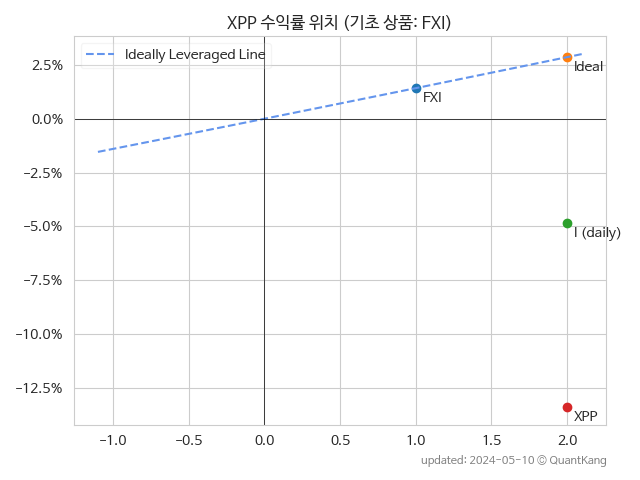 XPP 수익률 위치 (기초 상품: FXI)
Ideally Leveraged Line
2.5%
0.0%
−2.5%
−5.0%
−7.5%
−10.0%
−12.5%
Ideal
FXI
I (daily)
XPP
−1.0
−0.5
0.0
0.5
1.0
1.5
2.0
updated: 2024-05-10 © QuantKang